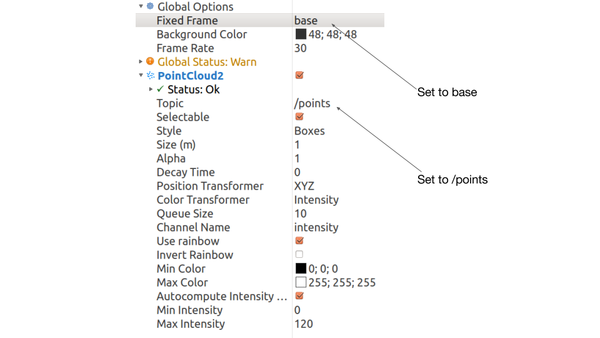 Global Options
Fixed Frame base
Background Color 48; 48; 48
Frame Rate 30
Global Status: Warn
PointCloud2
Status: Ok
Set to base
Topic /points
Selectable
Style Boxes
Size (m) 1
Alpha 1
Decay Time 0
Set to /points
Position Transformer XYZ
Color Transformer Intensity
Queue Size 10
Channel Name intensity
Use rainbow
Invert Rainbow
Min Color 0; 0; 0
Max Color 255; 255; 255
Autocompute Intensity ...
Min Intensity 0
Max Intensity 120